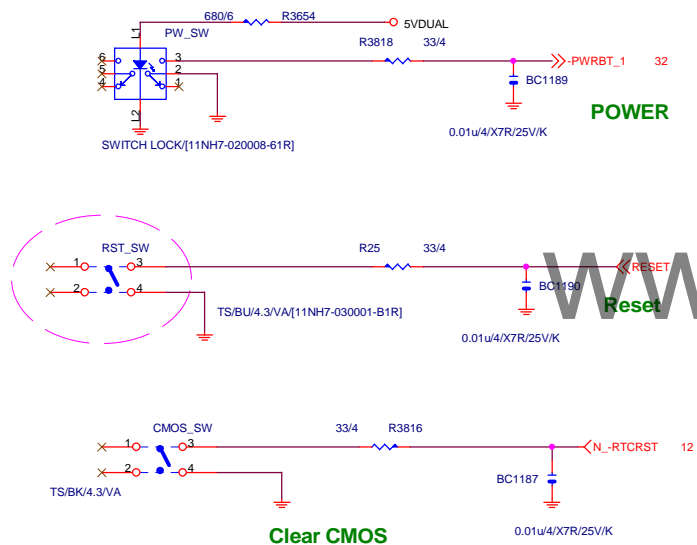 680/6 R3654
L1 PW_SW 5VDUAL
R3818 33/4
6 3 -PWRBT_1 32
5 2
4 1
BC1189
POWER
L2
0.01u/4/X7R/25V/K
SWITCH LOCK/[11NH7-020008-61R]
RST_SW R25 33/4
1 3 RESET
2 4 BC1190
WW
Reset
TS/BU/4.3/VA/[11NH7-030001-B1R]
0.01u/4/X7R/25V/K
CMOS_SW 33/4 R3816
1 3 N_-RTCRST 12
2 4 BC1187
TS/BK/4.3/VA
0.01u/4/X7R/25V/K
Clear CMOS